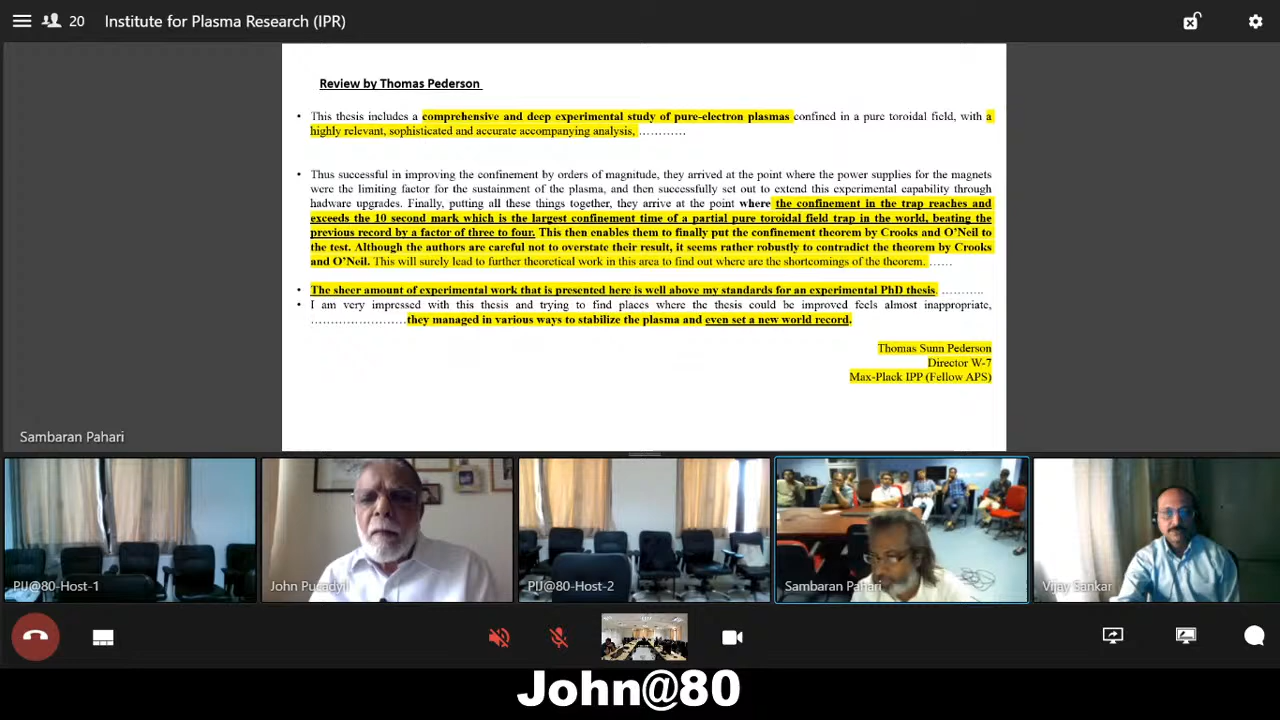 20 Institute for Plasma Research (IPR)
Review by Thomas Pederson
• This thesis includes a comprehensive and deep experimental study of pure-electron plasmas confined in a pure toroidal field, with a
highly relevant, sophisticated and accurate accompanying analysis, …………
• Thus successful in improving the confinement by orders of magnitude, they arrived at the point where the power supplies for the magnets
were the limiting factor for the sustainment of the plasma, and then successfully set out to extend this experimental capability through
hadware upgrades. Finally, putting all these things together, they arrive at the point where the confinement in the trap reaches and
exceeds the 10 second mark which is the largest confinement time of a partial pure toroidal field trap in the world, beating the
previous record by a factor of three to four. This then enables them to finally put the confinement theorem by Crooks and O’Neil to
the test. Although the authors are careful not to overstate their result, it seems rather robustly to contradict the theorem by Crooks
and O’Neil. This will surely lead to further theoretical work in this area to find out where are the shortcomings of the theorem. ……
• The sheer amount of experimental work that is presented here is well above my standards for an experimental PhD thesis. ………..
• I am very impressed with this thesis and trying to find places where the thesis could be improved feels almost inappropriate,
……………………they managed in various ways to stabilize the plasma and even set a new world record.
Thomas Sunn Pederson
Director W-7
Max-Plack IPP (Fellow APS)
Sambaran Pahari
PIJ@80-Host-1
John Pucadyil
PIJ@80-Host-2
Sambaran Pahari
Vijay Sankar
John@80